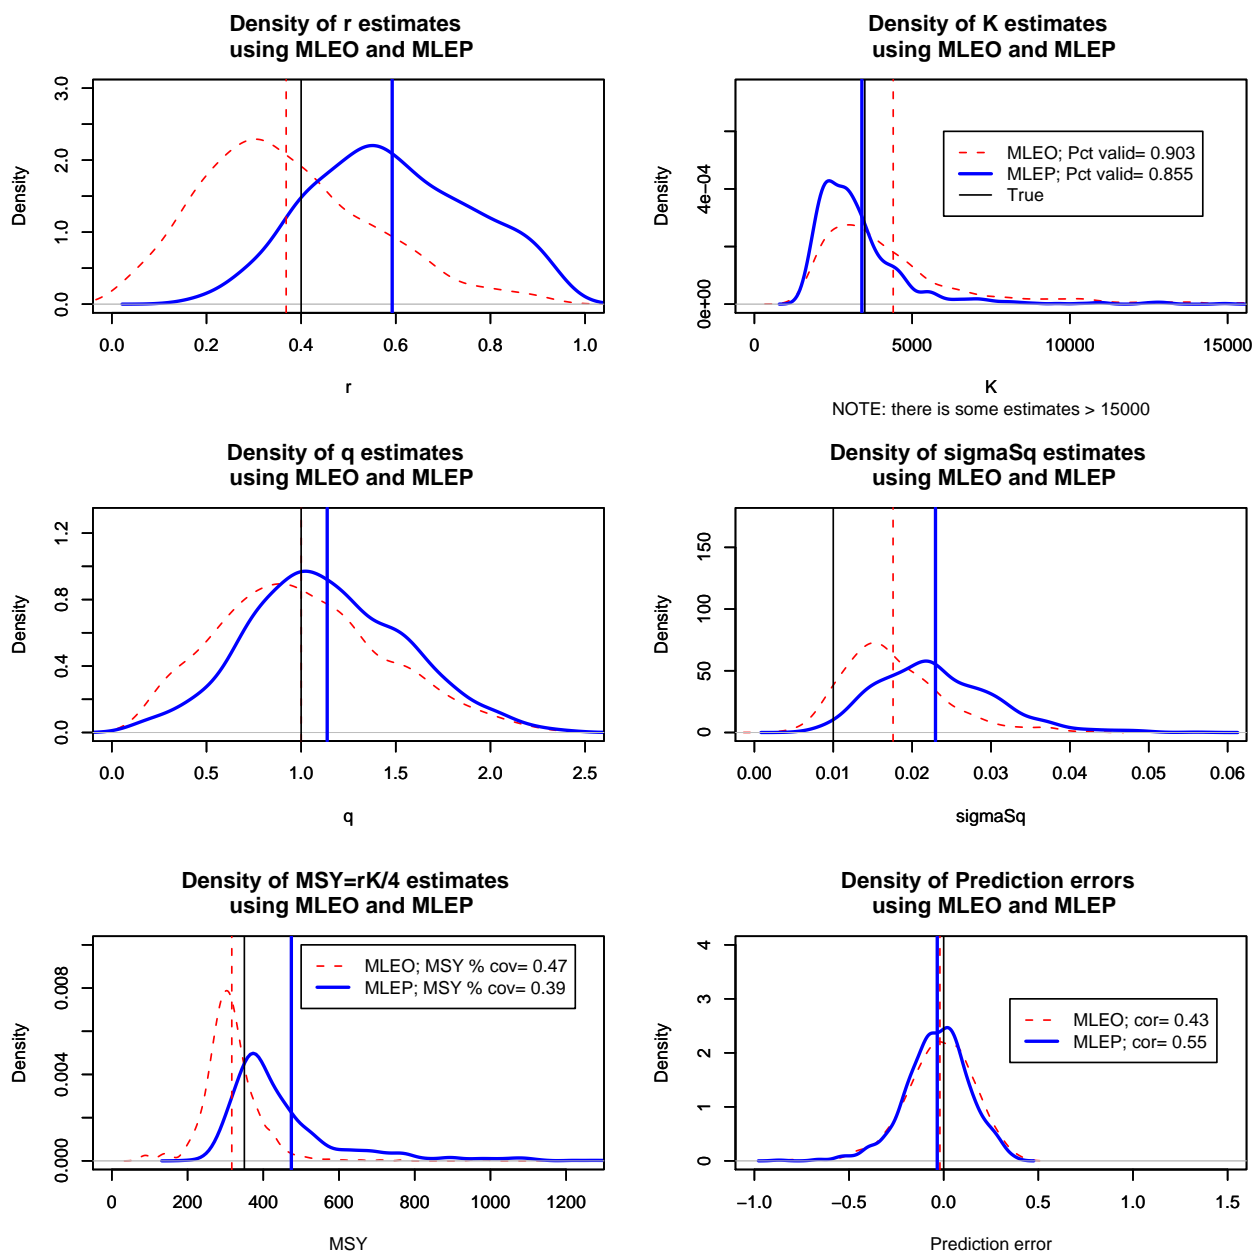 Density of r estimates
using MLEO and MLEP
Density
0.0 1.0 2.0 3.0
0.0 0.2 0.4 0.6 0.8 1.0
r
Density of K estimates
using MLEO and MLEP
Density
0e+00 4e-04
MLEO; Pct valid= 0.903
MLEP; Pct valid= 0.855
True
0 5000 10000 15000
K
NOTE: there is some estimates > 15000
Density of q estimates
using MLEO and MLEP
Density
0.0 0.4 0.8 1.2
0.0 0.5 1.0 1.5 2.0 2.5
q
Density of sigmaSq estimates
using MLEO and MLEP
Density
0 50 100 150
0.00 0.01 0.02 0.03 0.04 0.05 0.06
sigmaSq
Density of MSY=rK/4 estimates
using MLEO and MLEP
Density
0.000 0.004 0.008
MLEO; MSY % cov= 0.47
MLEP; MSY % cov= 0.39
0 200 400 600 800 1000 1200
MSY
Density of Prediction errors
using MLEO and MLEP
Density
0 1 2 3 4
MLEO; cor= 0.43
MLEP; cor= 0.55
−1.0 −0.5 0.0 0.5 1.0 1.5
Prediction error